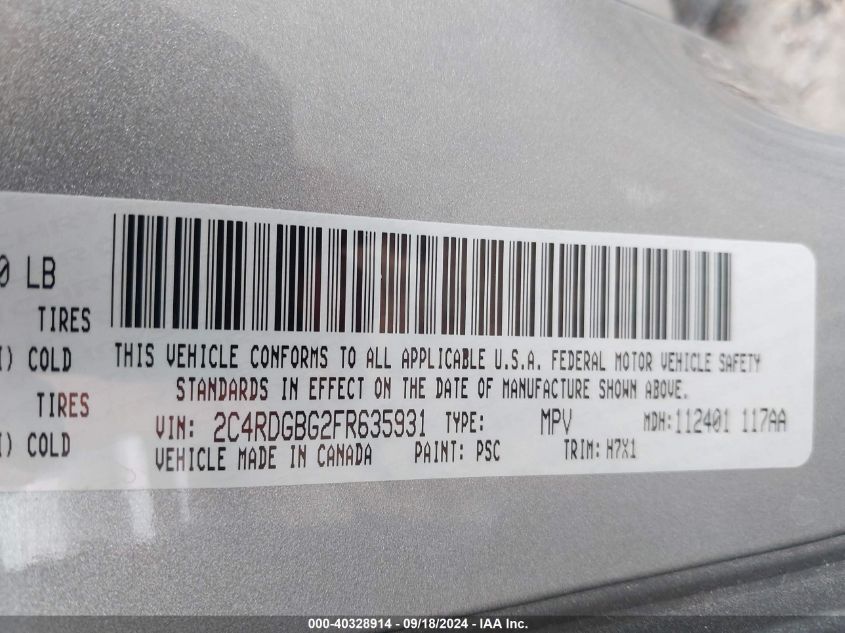 0 LB
TIRES
I) COLD
TIRES
I) COLD
THIS VEHICLE CONFORMS TO ALL APPLICABLE U.S.A. FEDERAL MOTOR VEHICLE SAFETY
STANDARDS IN EFFECT ON THE DATE OF MANUFACTURE SHOWN ABOVE.
VIN: 2C4RDGBG2FR635931 TYPE: MPV MDH:112401 117AA
VEHICLE MADE IN CANADA PAINT: PSC TRIM: H7X1
000-40328914 - 09/18/2024 - IAA Inc.